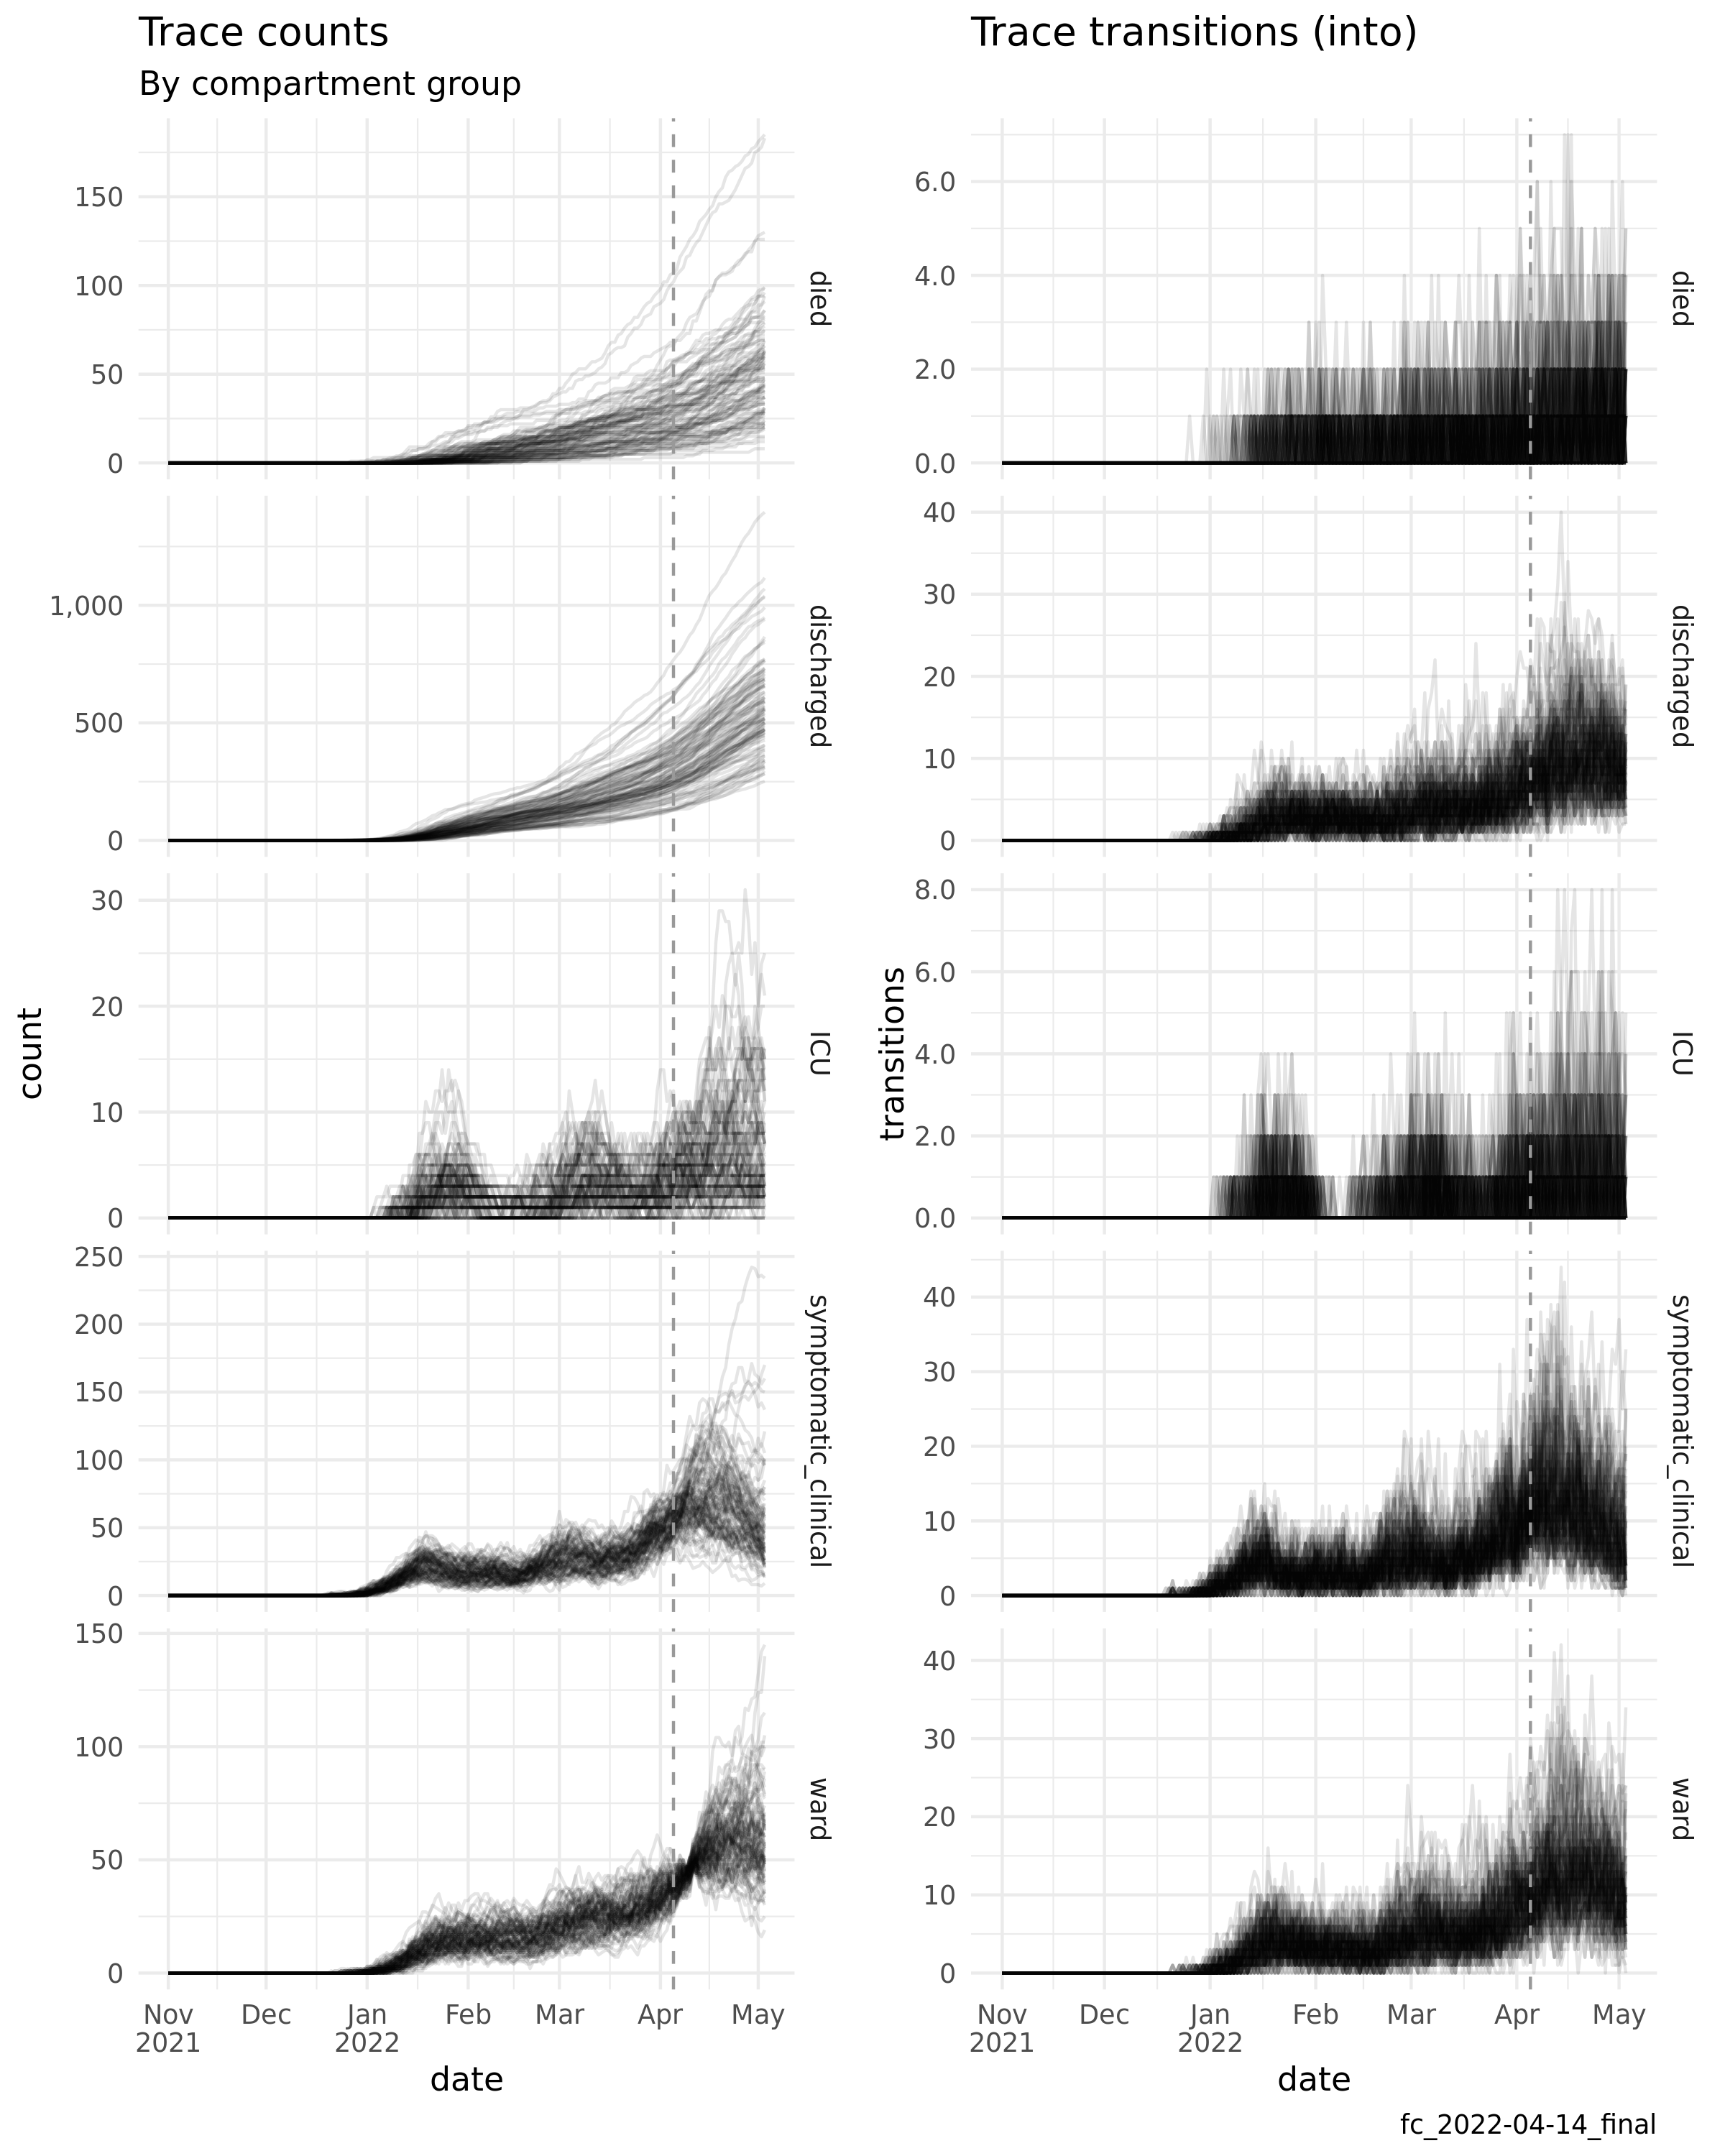 Trace counts
By compartment group
Trace transitions (into)
count
150
100
50
0
died
1,000
500
0
discharged
30
20
10
0
ICU
250
200
150
100
50
0
symptomatic_clinical
150
100
50
0
ward
Nov Dec Jan Feb Mar Apr May
2021 2022
date
transitions
6.0
4.0
2.0
0.0
died
40
30
20
10
0
discharged
8.0
6.0
4.0
2.0
0.0
ICU
40
30
20
10
0
symptomatic_clinical
40
30
20
10
0
ward
Nov Dec Jan Feb Mar Apr May
2021 2022
date
fc_2022-04-14_final